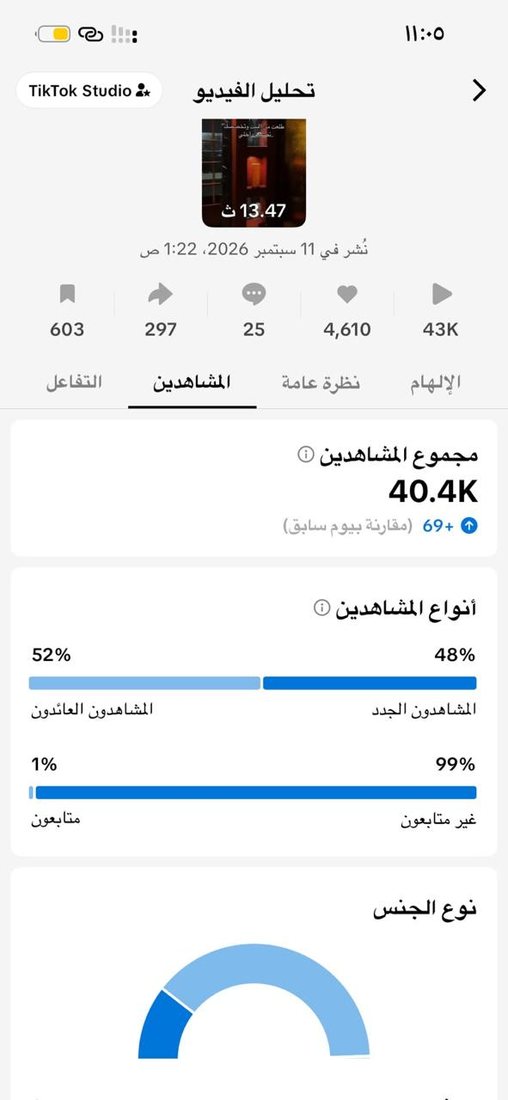 ١١:٠٥
تحليل الفيديو
TikTok Studio
13.47 ث
نُشر في 11 سبتمبر 2026، 1:22 ص
43K
4,610
25
297
603
الإلهام
نظرة عامة
المشاهدين
التفاعل
مجموع المشاهدين
40.4K
+69 (مقارنة بيوم سابق)
أنواع المشاهدين
48% 52%
المشاهدون الجدد المشاهدون العائدون
99% 1%
غير متابعون متابعون
نوع الجنس